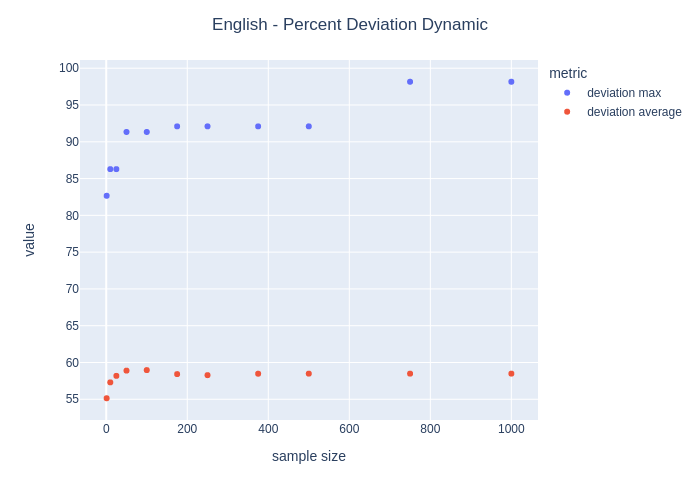 English - Percent Deviation Dynamic
metric
deviation max
deviation average
value
100
95
90
85
80
75
70
65
60
55
0
200
400
600
800
1000
sample size